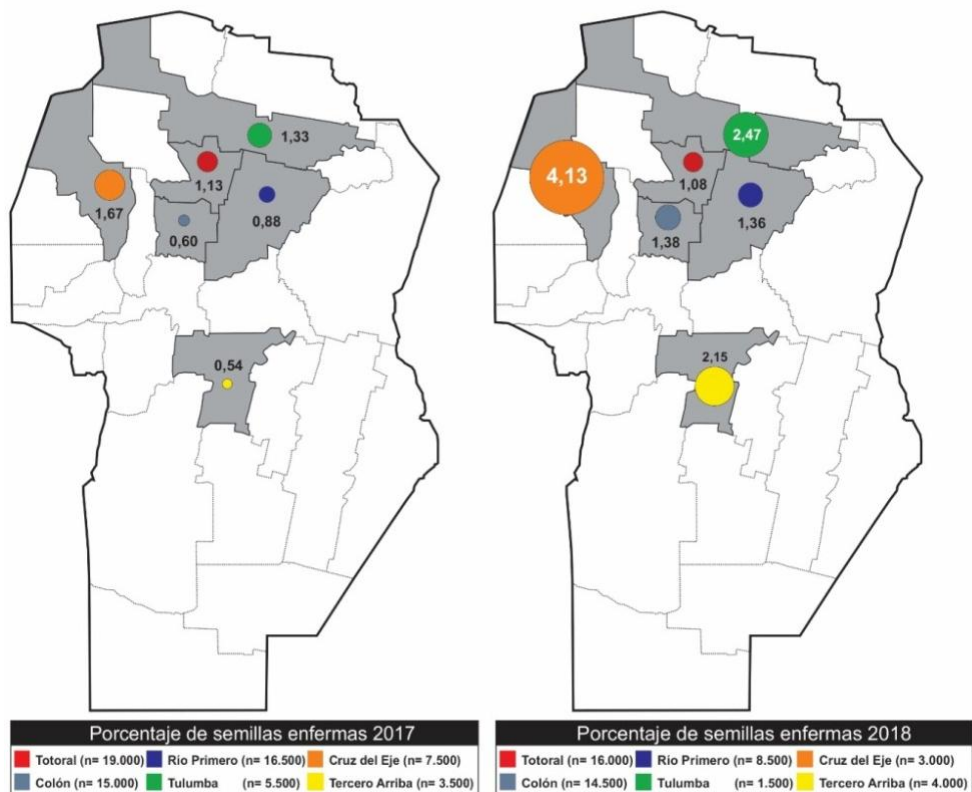 1,33
1,13
1,67
0,88
0,60
0,54
Porcentaje de semillas enfermas 2017
Totoral (n= 19.000) Río Primero (n= 16.500) Cruz del Eje (n= 7.500)
Colón (n= 15.000) Tulumba (n= 5.500) Tercero Arriba (n= 3.500)
2,47
4,13
1,08
1,36
1,38
2,15
Porcentaje de semillas enfermas 2018
Totoral (n= 16.000) Río Primero (n= 8.500) Cruz del Eje (n= 3.000)
Colón (n= 14.500) Tulumba (n= 1.500) Tercero Arriba (n= 4.000)